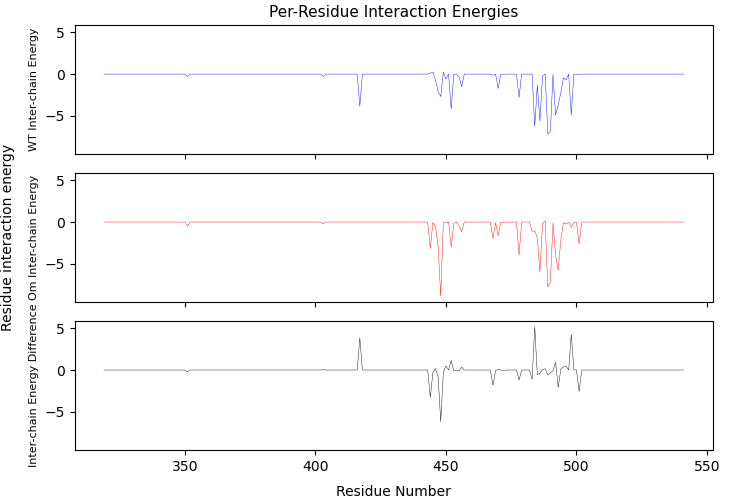 Per-Residue Interaction Energies
5
0
−5
WT Inter-chain Energy
5
0
−5
Om Inter-chain Energy
5
0
−5
Inter-chain Energy Difference
Residue interaction energy
350
400
450
500
550
Residue Number